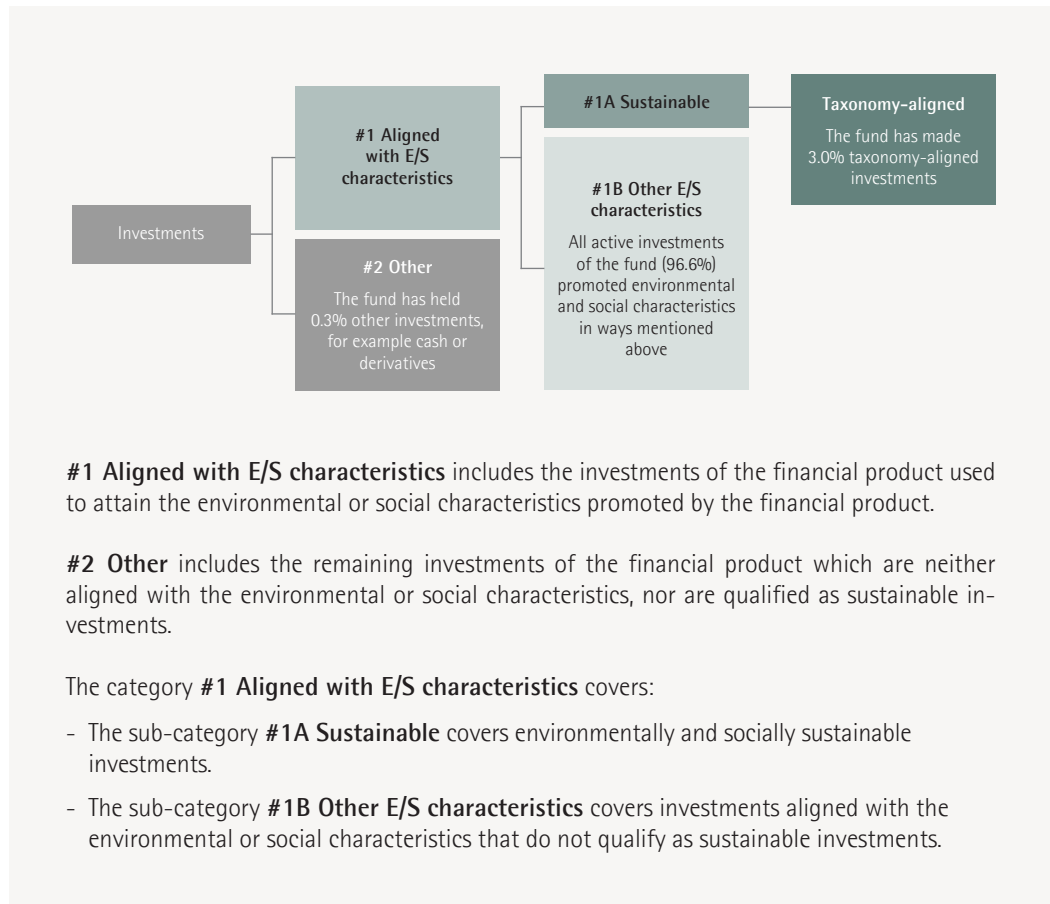 Investments
#1 Aligned
with E/S
characteristics
#2 Other
The fund has held
0.3% other investments,
for example cash or
derivatives
#1A Sustainable
#1B Other E/S
characteristics
All active investments
of the fund (96.6%)
promoted environmental
and social characteristics
in ways mentioned
above
Taxonomy-aligned
The fund has made
3.0% taxonomy-aligned
investments
#1 Aligned with E/S characteristics includes the investments of the financial product used
to attain the environmental or social characteristics promoted by the financial product.
#2 Other includes the remaining investments of the financial product which are neither
aligned with the environmental or social characteristics, nor are qualified as sustainable in-
vestments.
The category #1 Aligned with E/S characteristics covers:
- The sub-category #1A Sustainable covers environmentally and socially sustainable
investments.
- The sub-category #1B Other E/S characteristics covers investments aligned with the
environmental or social characteristics that do not qualify as sustainable investments.